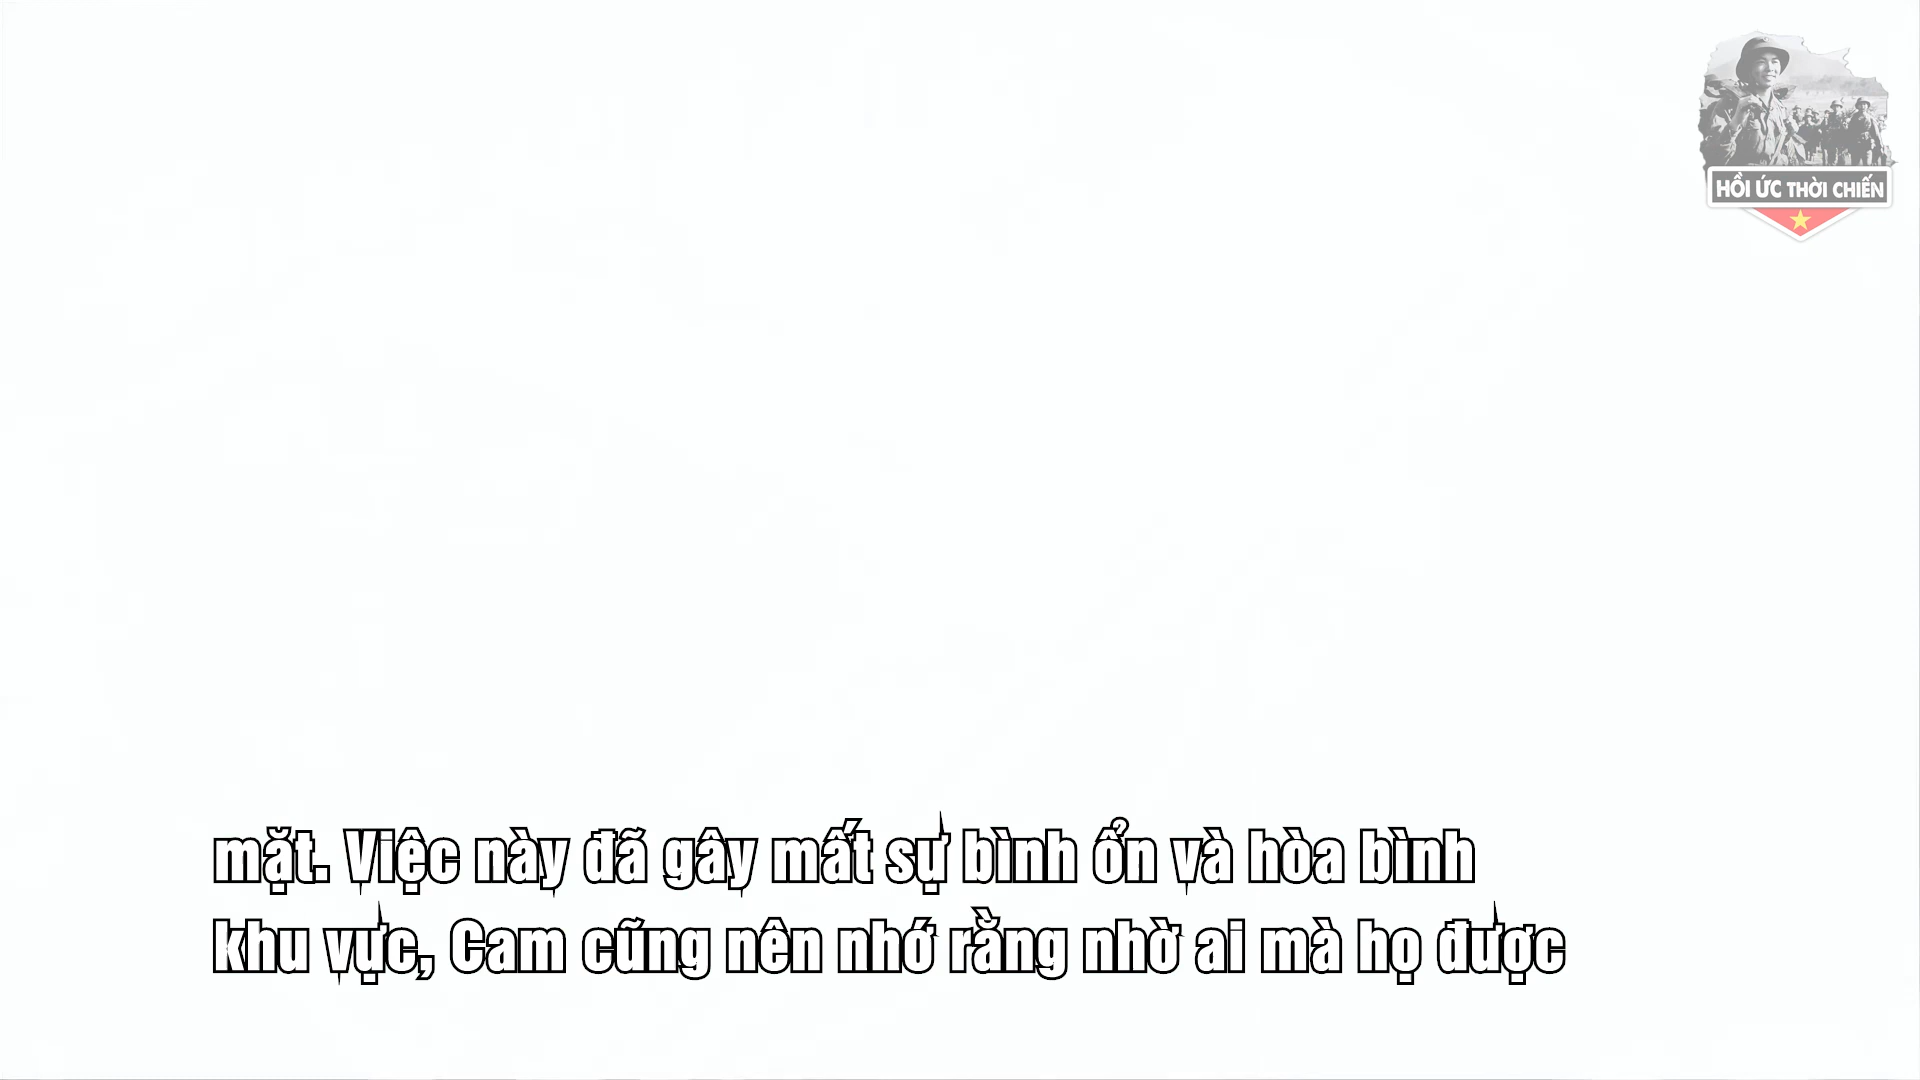 HỒI ỨC THỜI CHIẾN
mặt. Việc này đã gây mất sự bình ổn và hòa bình
khu vực, Cam cũng nên nhớ rằng nhờ ai mà họ được